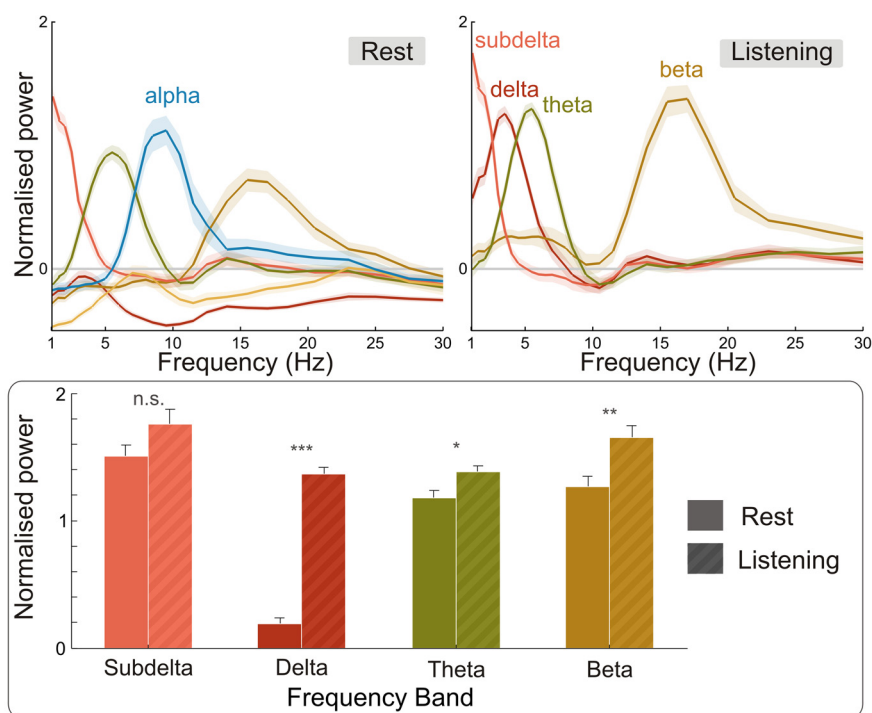 2
subdelta
Rest
Listening
beta
alpha
delta
theta
Normalised power
0
0
1
5
10
15
20
25
30
1
5
10
15
20
25
30
Frequency (Hz)
Frequency (Hz)
2
n.s.
***
*
**
Normalised power
1
Rest
Listening
0
Subdelta
Delta
Theta
Beta
Frequency Band